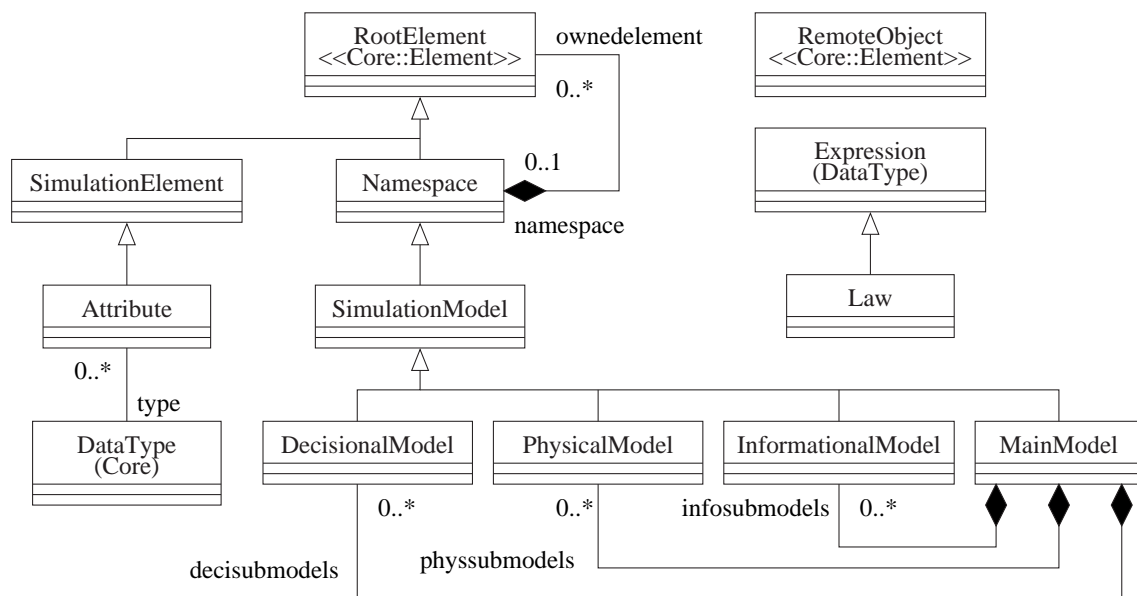 RootElement
<<Core::Element>>
ownedelement
0..*
RemoteObject
<<Core::Element>>
SimulationElement
Namespace
0..1
namespace
Expression
(DataType)
Attribute
SimulationModel
Law
0..*
type
DataType
(Core)
DecisionalModel
PhysicalModel
InformationalModel
MainModel
0..*
0..*
infosubmodels
0..*
decisubmodels
physsubmodels